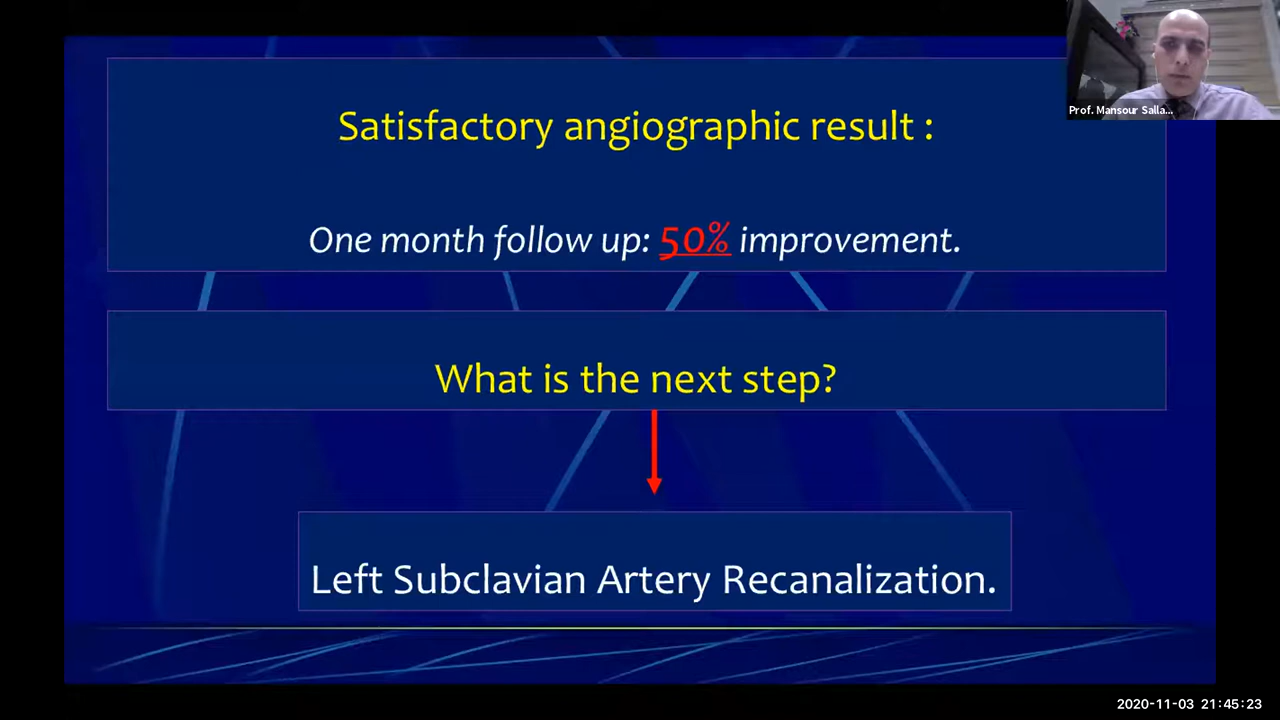 Prof. Mansour Salla...
Satisfactory angiographic result :
One month follow up: 50% improvement.
What is the next step?
Left Subclavian Artery Recanalization.
2020-11-03 21:45:23